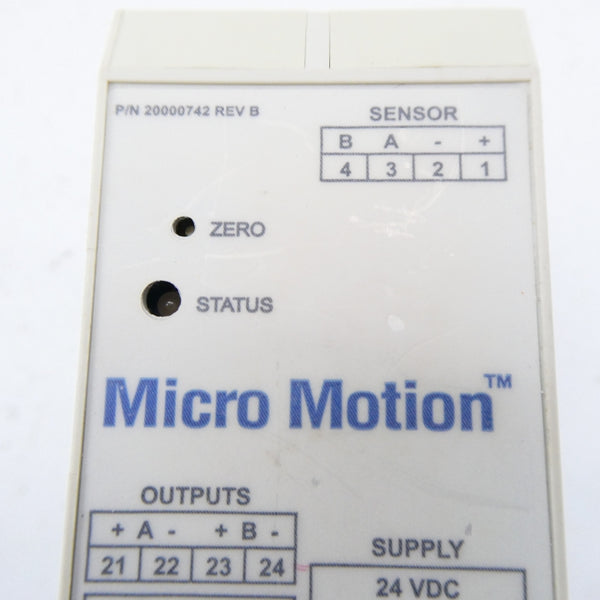 P/N 20000742 REV B
SENSOR
B A - +
4 3 2 1
ZERO
STATUS
Micro Motion™
OUTPUTS
+ A - + B -
21 22 23 24
SUPPLY
24 VDC